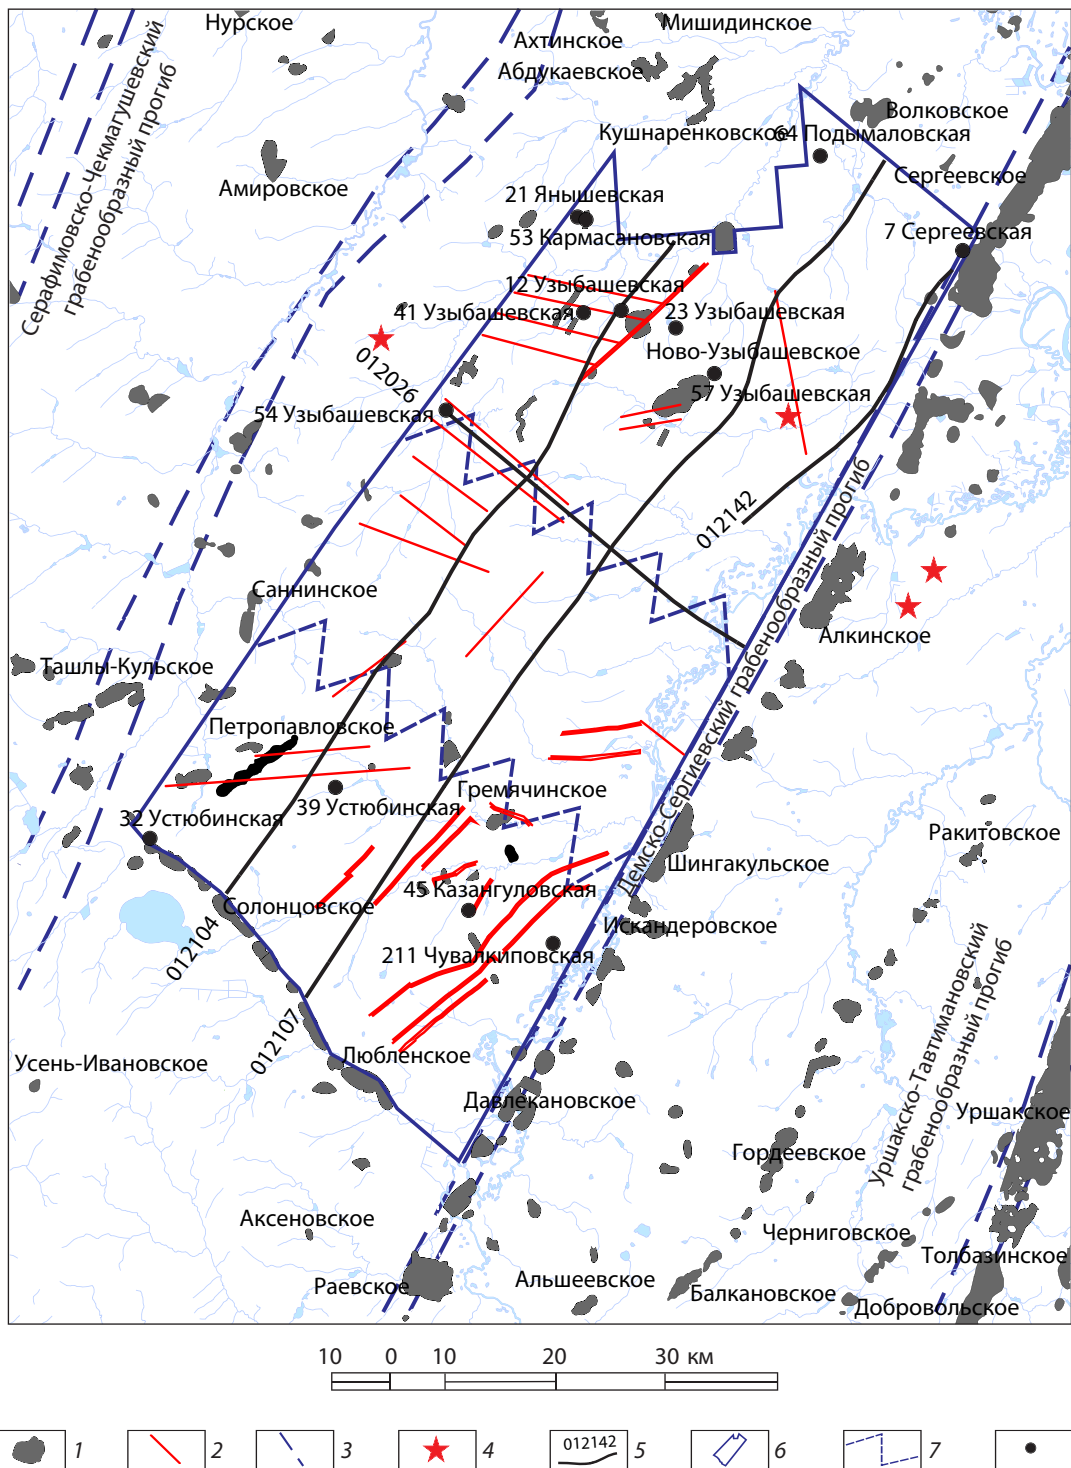 Нурское
Мишидинское
Ахтинское
Абдукаевское
Серафимовско-Чекмагушевский
грабенообразный прогиб
Волковское
Кушнаренковское
64 Подымаловская
Сергеевское
Амировское
21 Янышевская
7 Сергеевская
53 Кармасановская
12 Узыбашевская
41 Узыбашевская
23 Узыбашевская
012026
Ново-Узыбашевское
57 Узыбашевская
54 Узыбашевская
012142
Демско-Сергиевский грабенообразный прогиб
Саннинское
Алкинское
Ташлы-Кульское
Петропавловское
Гремячинское
39 Устюбинская
32 Устюбинская
Ракитовское
Шингакульское
45 Казангуловская
Солонцовское
Искандеровское
012104
211 Чувалкиповская
Уршакско-Тавтимановский
грабенообразный прогиб
012107
Любленское
Усень-Ивановское
Давлекановское
Уршакское
Гордеевское
Аксеновское
Черниговское
Толбазинское
Раевское
Альшеевское
Балкановское
Добровольское
10 0 10 20 30 км
1 2 3 4 012142 5 6 7